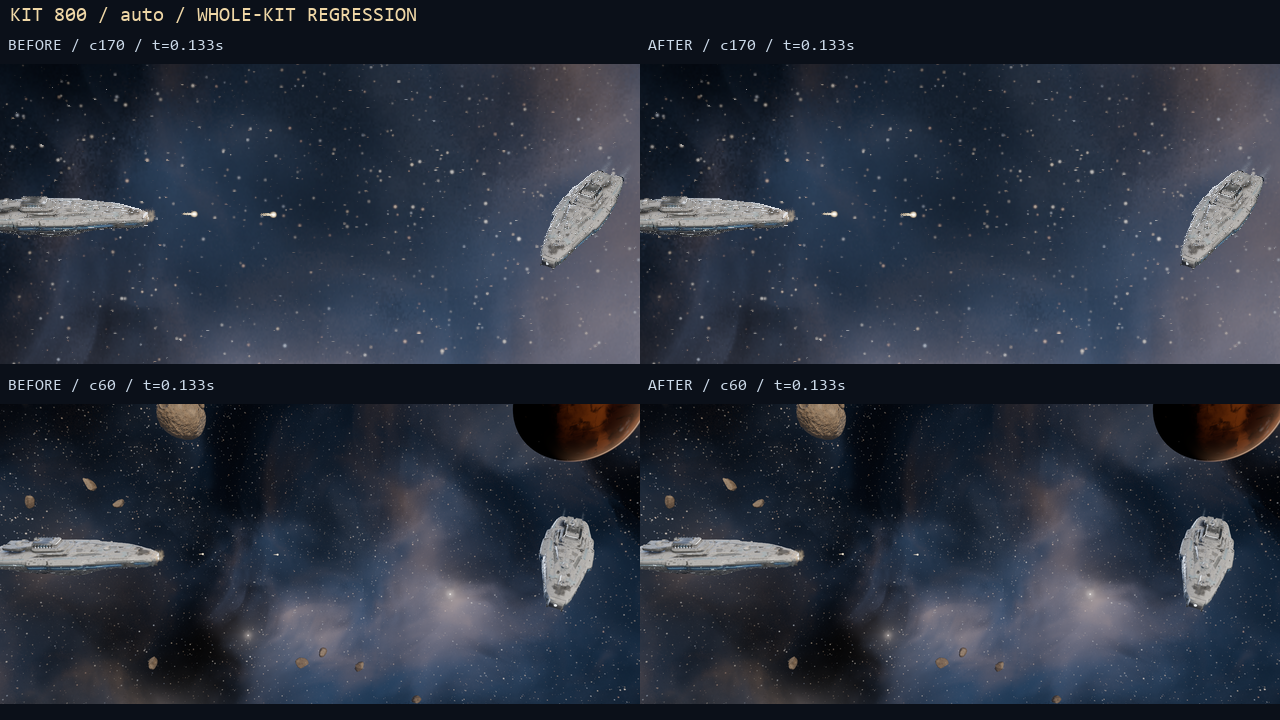 KIT 800 / auto / WHOLE-KIT REGRESSION
BEFORE / c170 / t=0.133s
AFTER / c170 / t=0.133s
BEFORE / c60 / t=0.133s
AFTER / c60 / t=0.133s